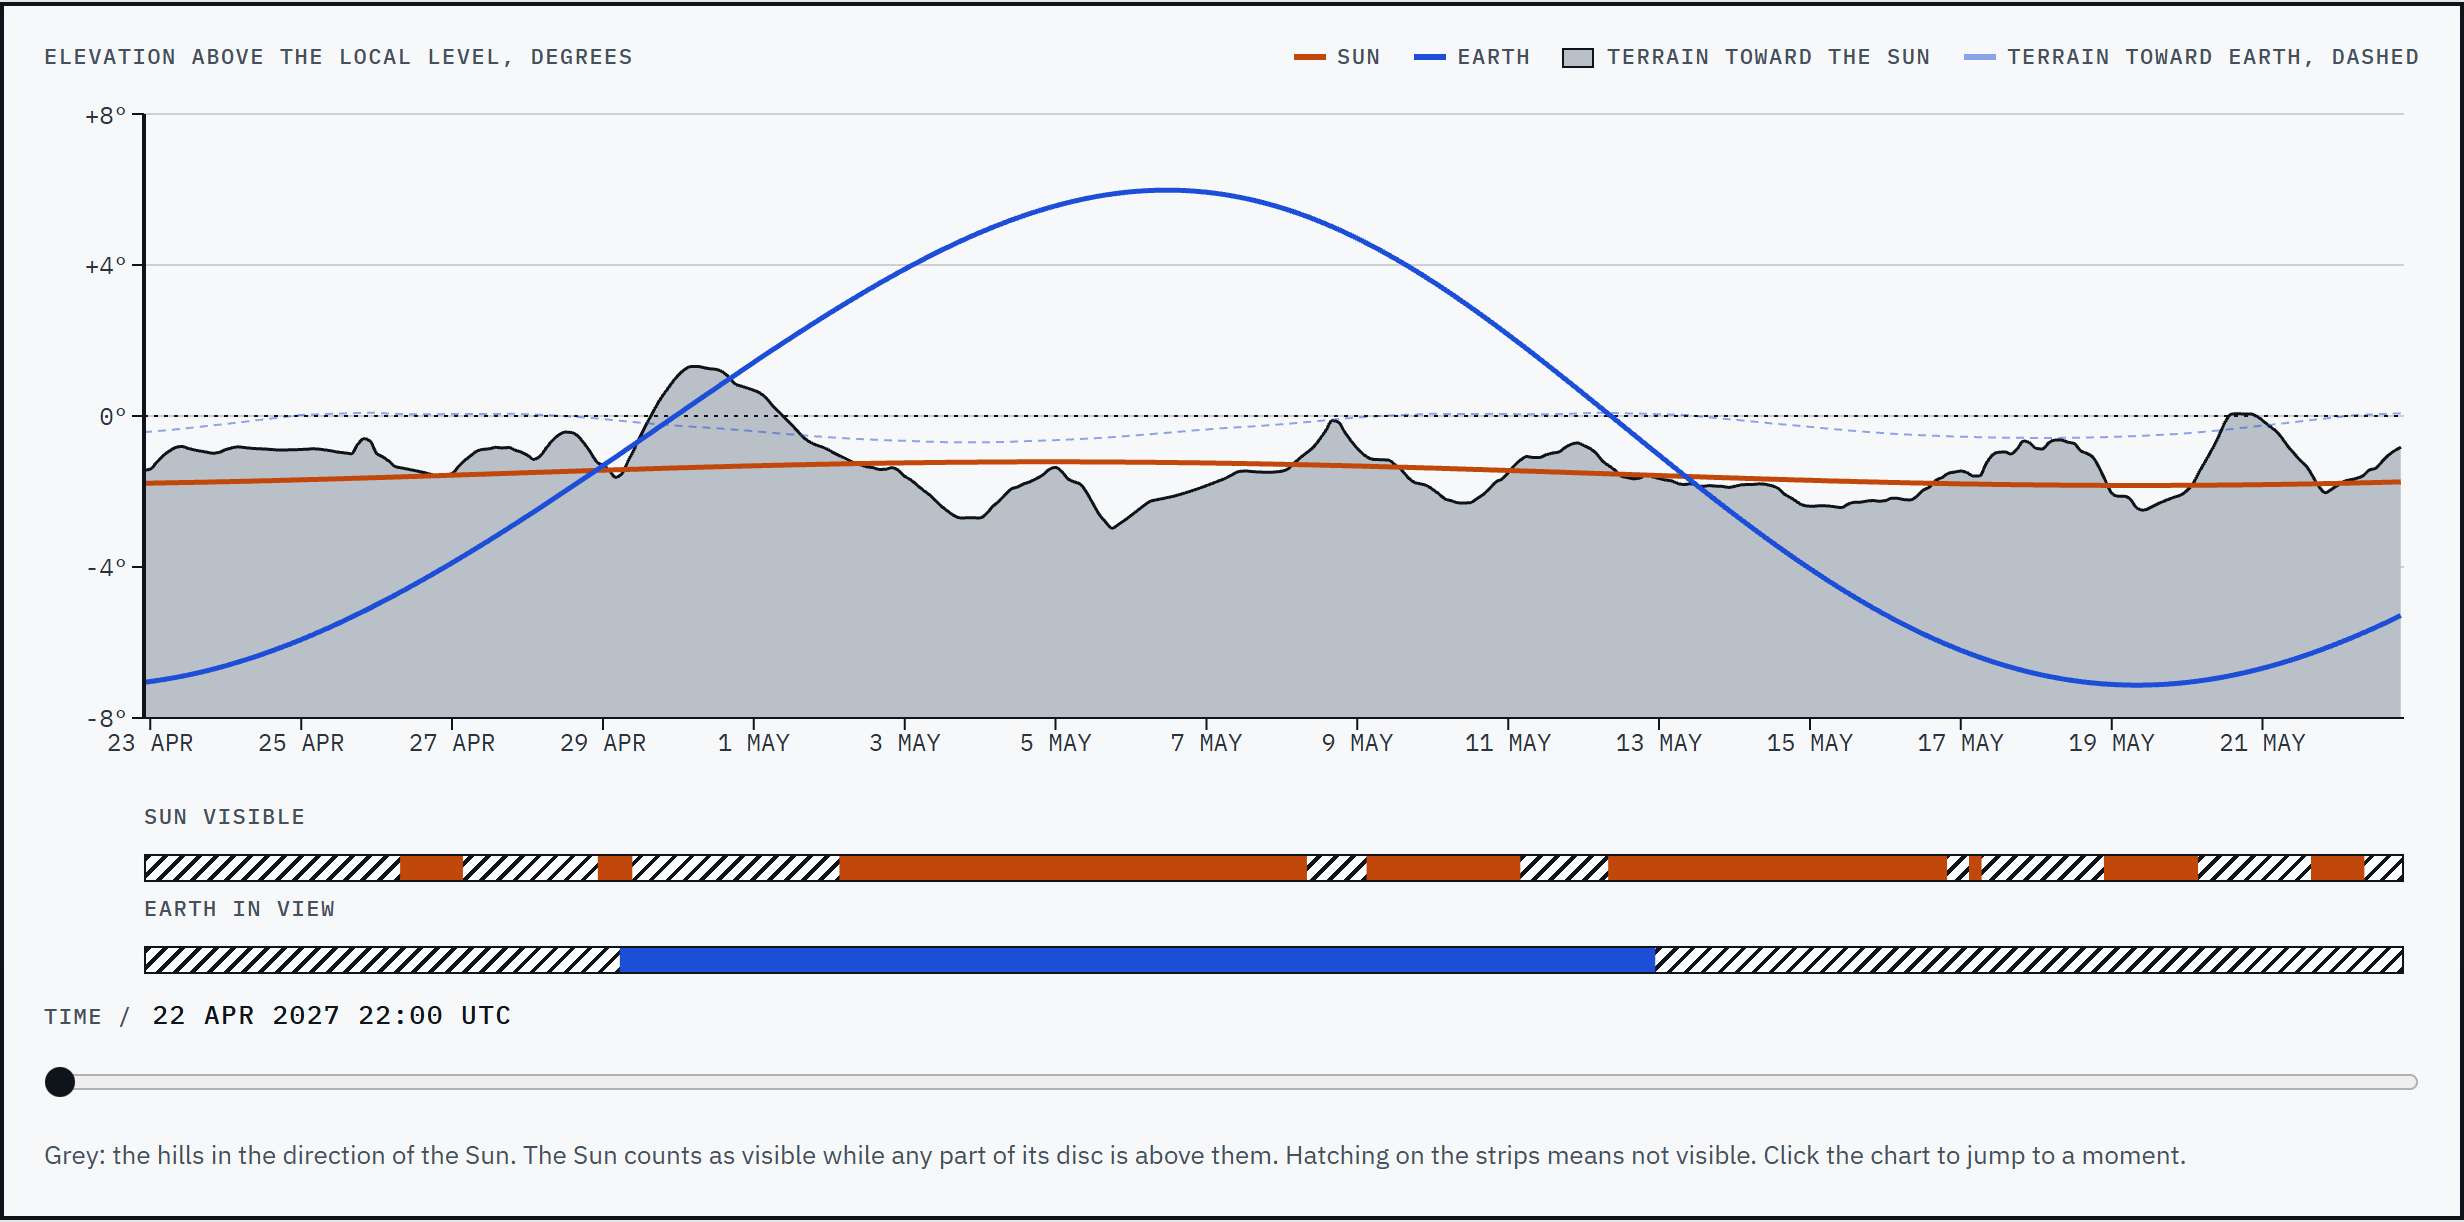 ELEVATION ABOVE THE LOCAL LEVEL, DEGREES
SUN EARTH TERRAIN TOWARD THE SUN TERRAIN TOWARD EARTH, DASHED
+8°
+4°
0°
-4°
-8°
23 APR 25 APR 27 APR 29 APR 1 MAY 3 MAY 5 MAY 7 MAY 9 MAY 11 MAY 13 MAY 15 MAY 17 MAY 19 MAY 21 MAY
SUN VISIBLE
EARTH IN VIEW
TIME / 22 APR 2027 22:00 UTC
Grey: the hills in the direction of the Sun. The Sun counts as visible while any part of its disc is above them. Hatching on the strips means not visible. Click the chart to jump to a moment.